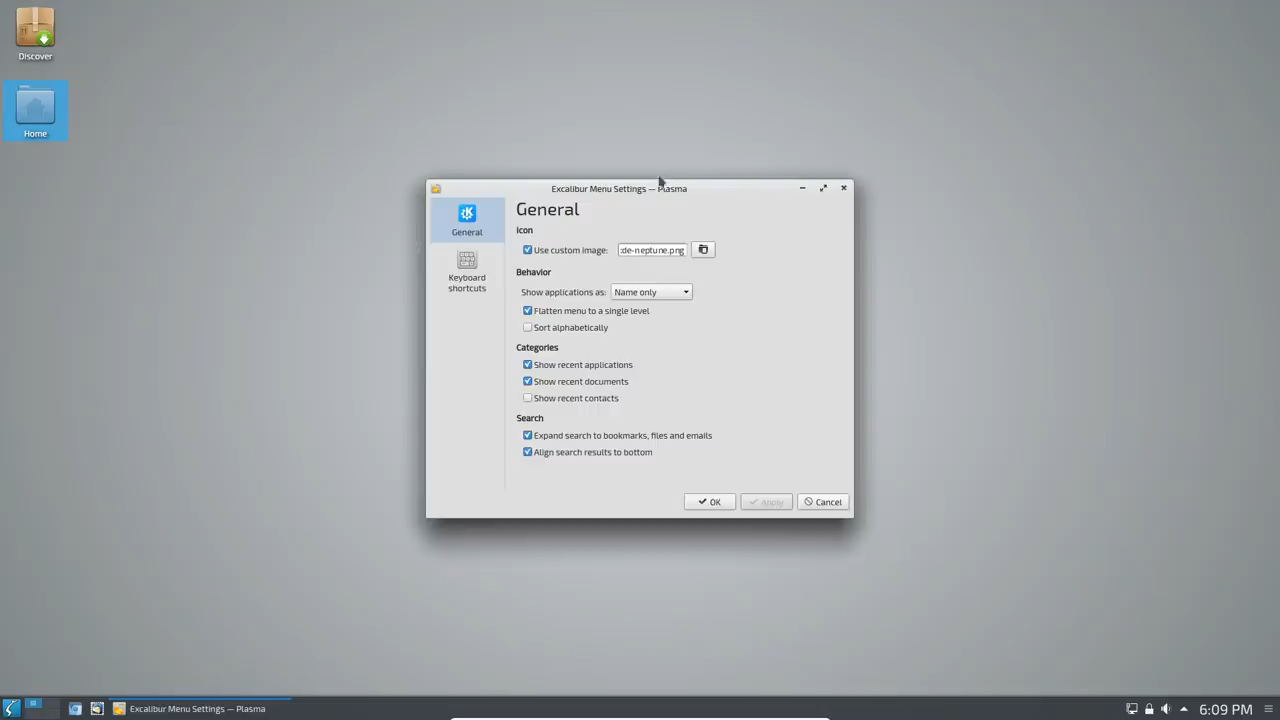 Discover
Home
Excalibur Menu Settings — Plasma
General
Keyboard
shortcuts
General
Icon
Use custom image: :de-neptune.png
Behavior
Show applications as: Name only
Flatten menu to a single level
Sort alphabetically
Categories
Show recent applications
Show recent documents
Show recent contacts
Search
Expand search to bookmarks, files and emails
Align search results to bottom
OK Apply Cancel
Excalibur Menu Settings — Plasma
6:09 PM